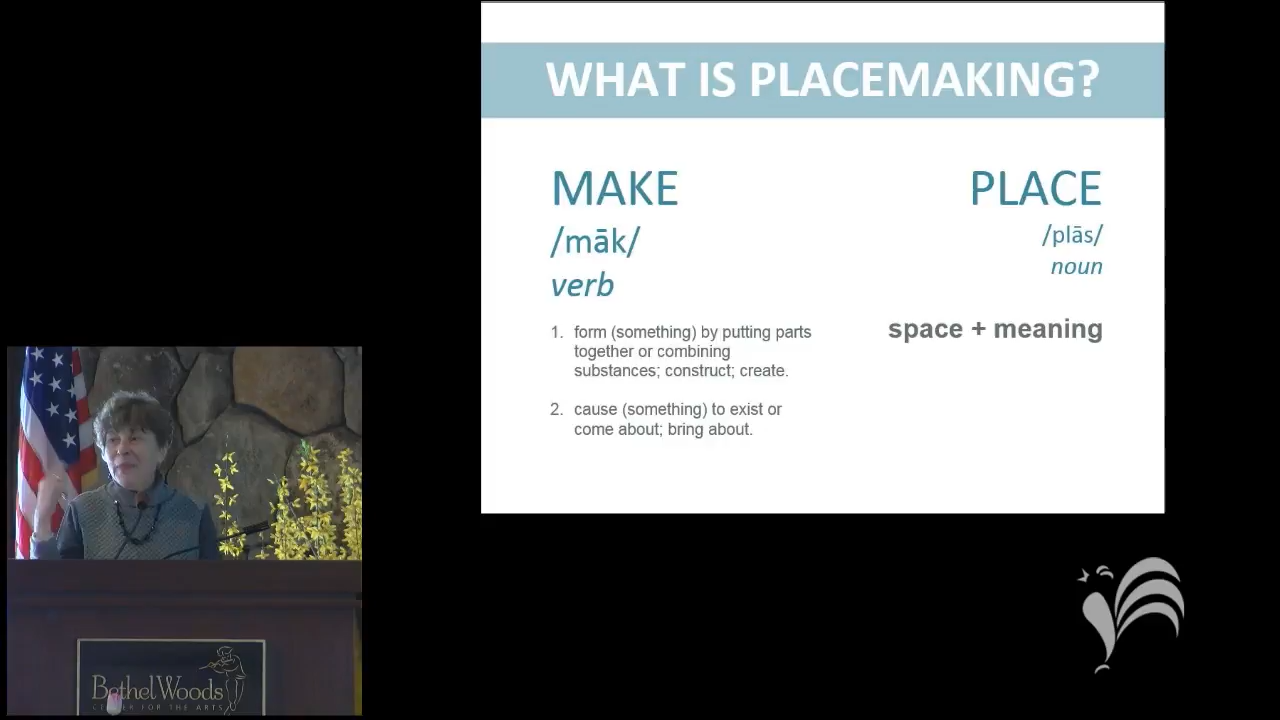 WHAT IS PLACEMAKING?
MAKE
/māk/
verb
1. form (something) by putting parts
together or combining
substances; construct; create.
2. cause (something) to exist or
come about; bring about.
PLACE
/plās/
noun
space + meaning
Bethel Woods
CENTER FOR THE ARTS